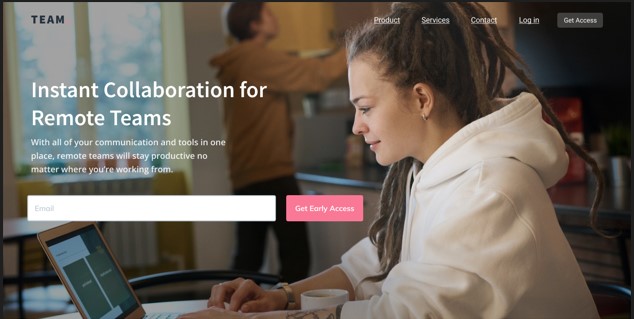 TEAM
Product Services Contact Log in Get Access
Instant Collaboration for
Remote Teams
With all of your communication and tools in one
place, remote teams will stay productive no
matter where you're working from.
Email
Get Early Access